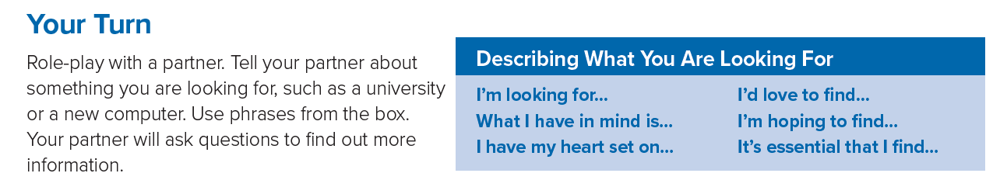 Your Turn
Role-play with a partner. Tell your partner about
something you are looking for, such as a university
or a new computer. Use phrases from the box.
Your partner will ask questions to find out more
information.
Describing What You Are Looking For
I'm looking for...
What I have in mind is...
I have my heart set on...
I'd love to find...
I'm hoping to find...
It's essential that I find...